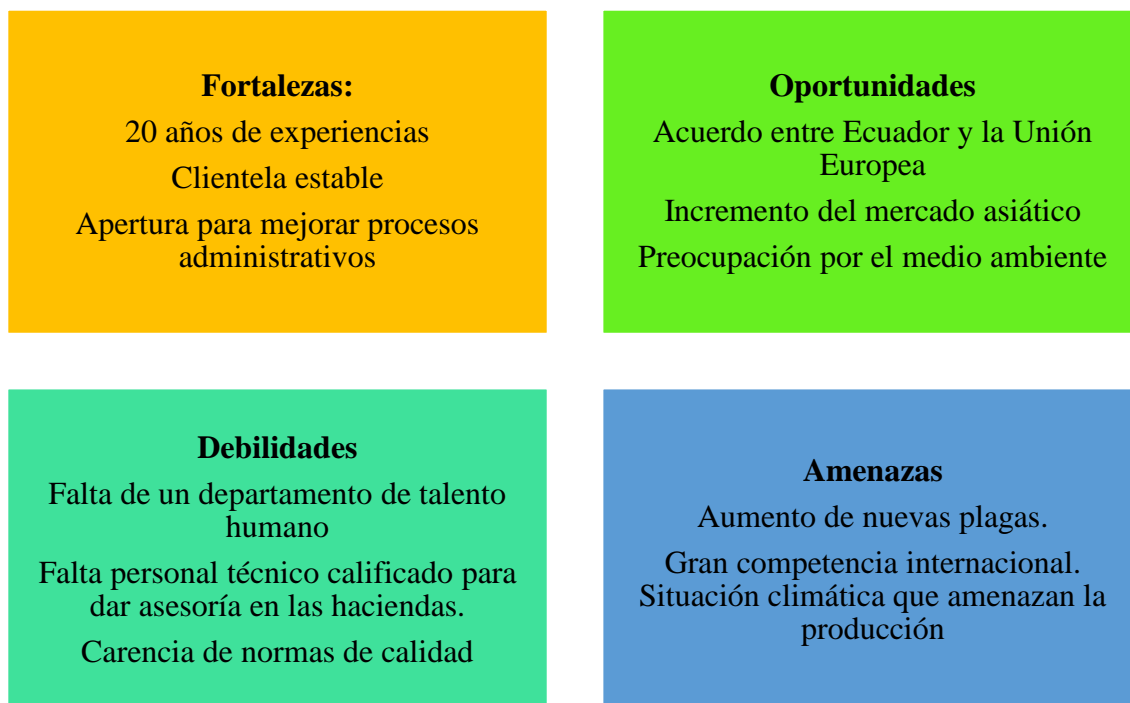 Fortalezas:
20 años de experiencias
Clientela estable
Apertura para mejorar procesos
administrativos
Oportunidades
Acuerdo entre Ecuador y la Unión
Europea
Incremento del mercado asiático
Preocupación por el medio ambiente
Debilidades
Falta de un departamento de talento
humano
Falta personal técnico calificado para
dar asesoría en las haciendas.
Carencia de normas de calidad
Amenazas
Aumento de nuevas plagas.
Gran competencia internacional.
Situación climática que amenazan la
producción